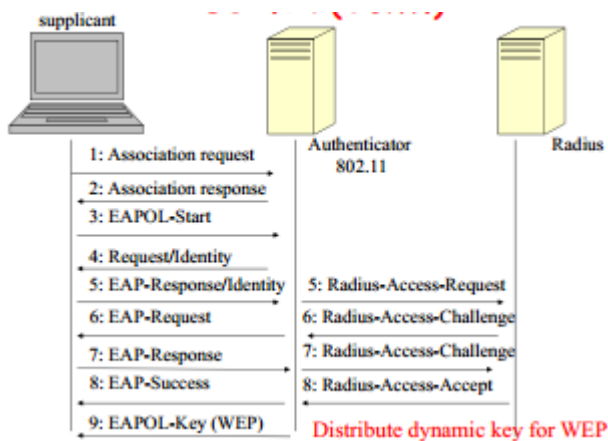 supplicant
Authenticator
802.11
Radius
1: Association request
2: Association response
3: EAPOL-Start
4: Request/Identity
5: EAP-Response/Identity
5: Radius-Access-Request
6: EAP-Request
6: Radius-Access-Challenge
7: EAP-Response
7: Radius-Access-Challenge
8: EAP-Success
8: Radius-Access-Accept
9: EAPOL-Key (WEP)
Distribute dynamic key for WEP